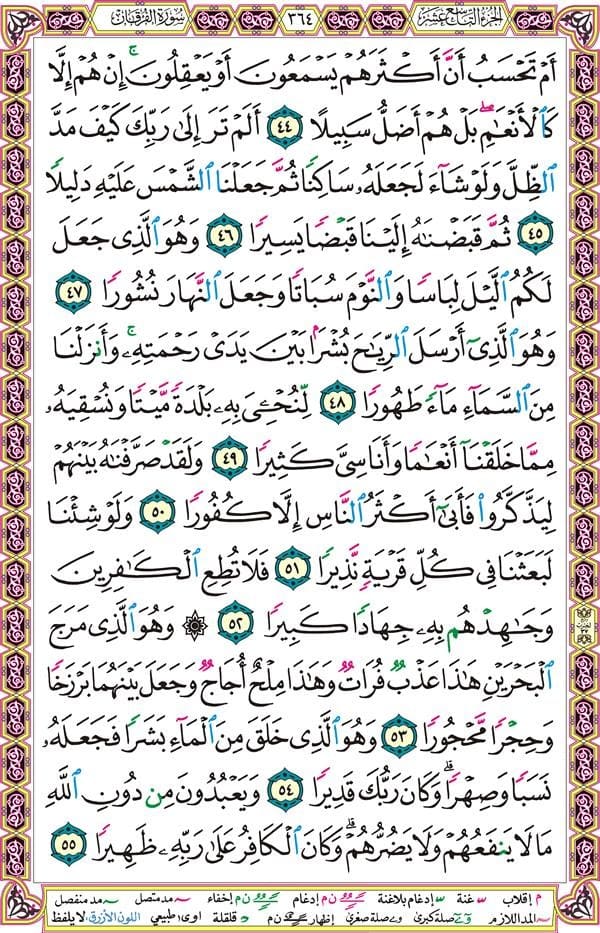 الجزء التاسع عشر
٣٦٤
سورة الفرقان
أَمْ تَحْسَبُ أَنَّ أَكْثَرَهُمْ يَسْمَعُونَ أَوْ يَعْقِلُونَ ۚ إِنْ هُمْ إِلَّا
كَٱلْأَنْعَٰمِ ۖ بَلْ هُمْ أَضَلُّ سَبِيلًا ٤٤ أَلَمْ تَرَ إِلَىٰ رَبِّكَ كَيْفَ مَدَّ
ٱلظِّلَّ وَلَوْ شَآءَ لَجَعَلَهُۥ سَاكِنًا ثُمَّ جَعَلْنَا ٱلشَّمْسَ عَلَيْهِ دَلِيلًا
٤٥ ثُمَّ قَبَضْنَٰهُ إِلَيْنَا قَبْضًا يَسِيرًا ٤٦ وَهُوَ ٱلَّذِى جَعَلَ
لَكُمُ ٱلَّيْلَ لِبَاسًا وَٱلنَّوْمَ سُبَاتًا وَجَعَلَ ٱلنَّهَارَ نُشُورًا ٤٧
وَهُوَ ٱلَّذِىٓ أَرْسَلَ ٱلرِّيَٰحَ بُشْرًۢا بَيْنَ يَدَىْ رَحْمَتِهِۦ ۚ وَأَنزَلْنَا
مِنَ ٱلسَّمَآءِ مَآءً طَهُورًا ٤٨ لِّنُحْـِۧىَ بِهِۦ بَلْدَةً مَّيْتًا وَنُسْقِيَهُۥ
مِمَّا خَلَقْنَآ أَنْعَٰمًا وَأَنَاسِىَّ كَثِيرًا ٤٩ وَلَقَدْ صَرَّفْنَٰهُ بَيْنَهُمْ
لِيَذَّكَّرُوا۟ فَأَبَىٰٓ أَكْثَرُ ٱلنَّاسِ إِلَّا كُفُورًا ٥٠ وَلَوْ شِئْنَا
لَبَعَثْنَا فِى كُلِّ قَرْيَةٍ نَّذِيرًا ٥١ فَلَا تُطِعِ ٱلْكَٰفِرِينَ
وَجَٰهِدْهُم بِهِۦ جِهَادًا كَبِيرًا ٥٢ ۞ وَهُوَ ٱلَّذِى مَرَجَ
ٱلْبَحْرَيْنِ هَٰذَا عَذْبٌ فُرَاتٌ وَهَٰذَا مِلْحٌ أُجَاجٌ وَجَعَلَ بَيْنَهُمَا بَرْزَخًا
وَحِجْرًا مَّحْجُورًا ٥٣ وَهُوَ ٱلَّذِى خَلَقَ مِنَ ٱلْمَآءِ بَشَرًا فَجَعَلَهُۥ
نَسَبًا وَصِهْرًا ۗ وَكَانَ رَبُّكَ قَدِيرًا ٥٤ وَيَعْبُدُونَ مِن دُونِ ٱللَّهِ
مَا لَا يَنفَعُهُمْ وَلَا يَضُرُّهُمْ ۗ وَكَانَ ٱلْكَافِرُ عَلَىٰ رَبِّهِۦ ظَهِيرًا ٥٥
م إقلاب غنة إدغام بلاغنة ن م إدغام ن م إخفاء مد متصل مد منفصل
المد اللازم صلة كبرى صلة صغرى إظهار ن م قلقلة اوى طبيعي اللون الأزرق لا يلفظ